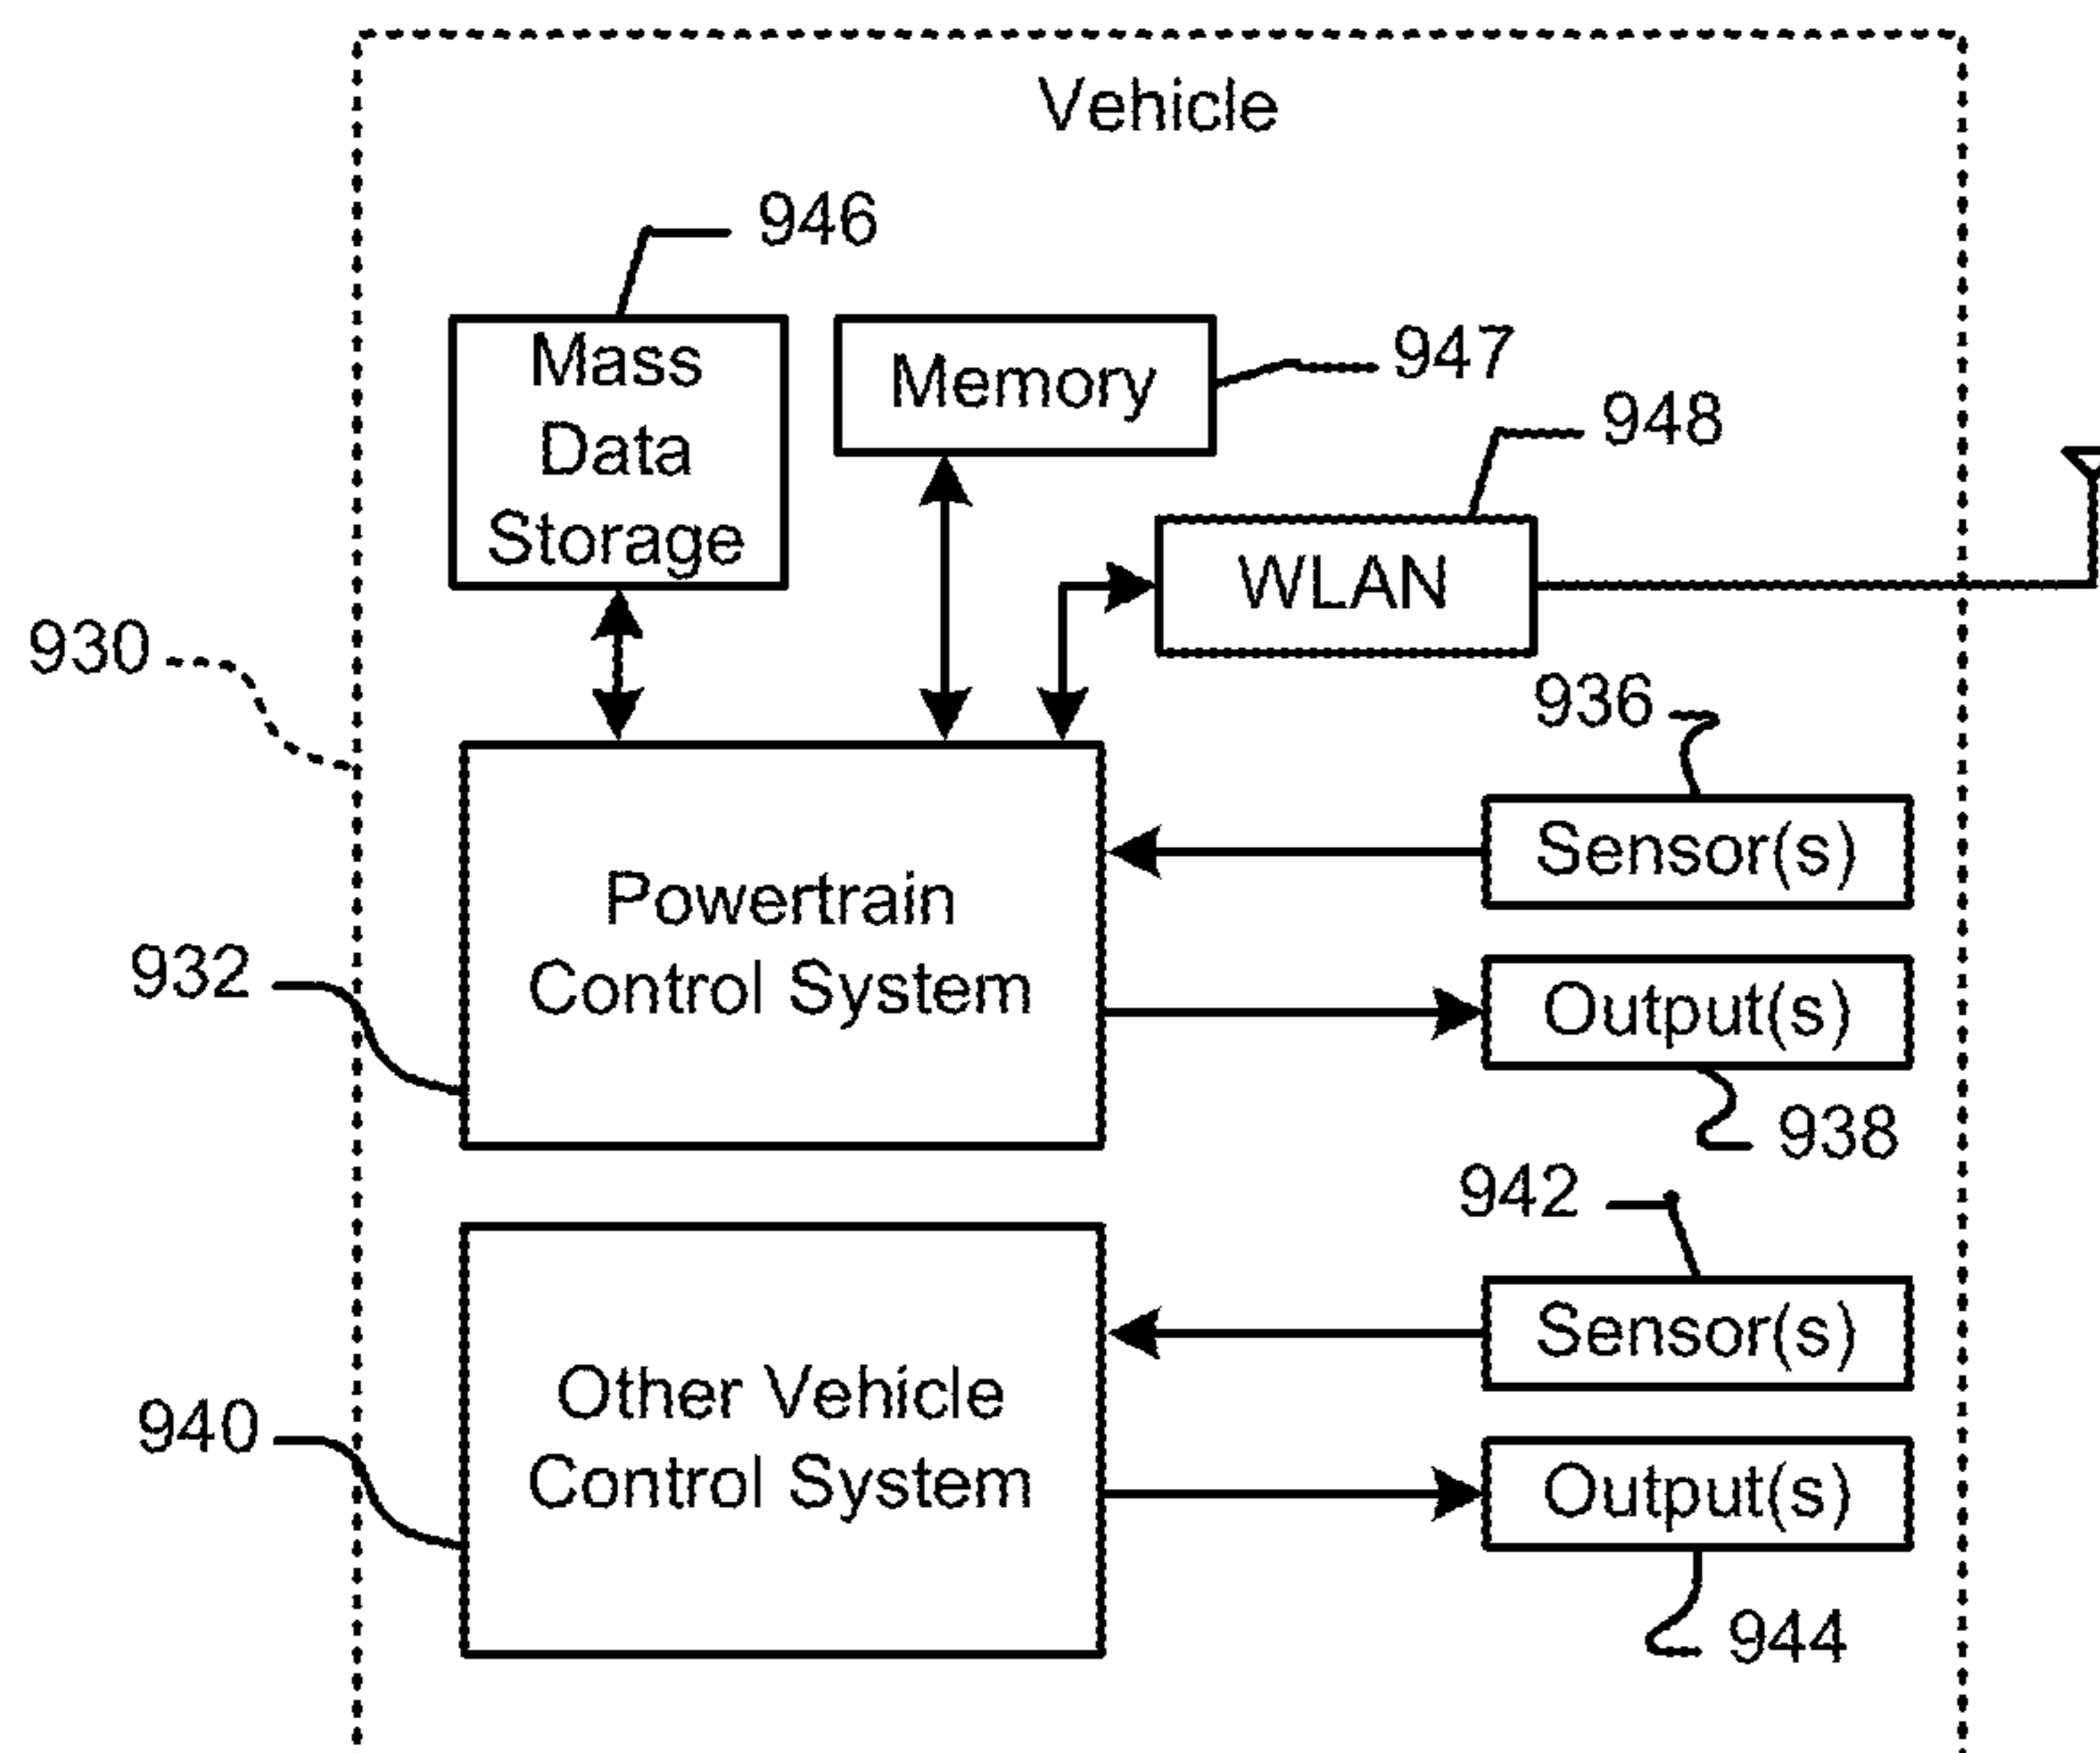 Vehicle
946
Mass
Data
Storage
Memory
947
948
WLAN
930
936
Sensor(s)
Powertrain
Control System
932
Output(s)
938
942
Sensor(s)
Other Vehicle
Control System
940
Output(s)
944